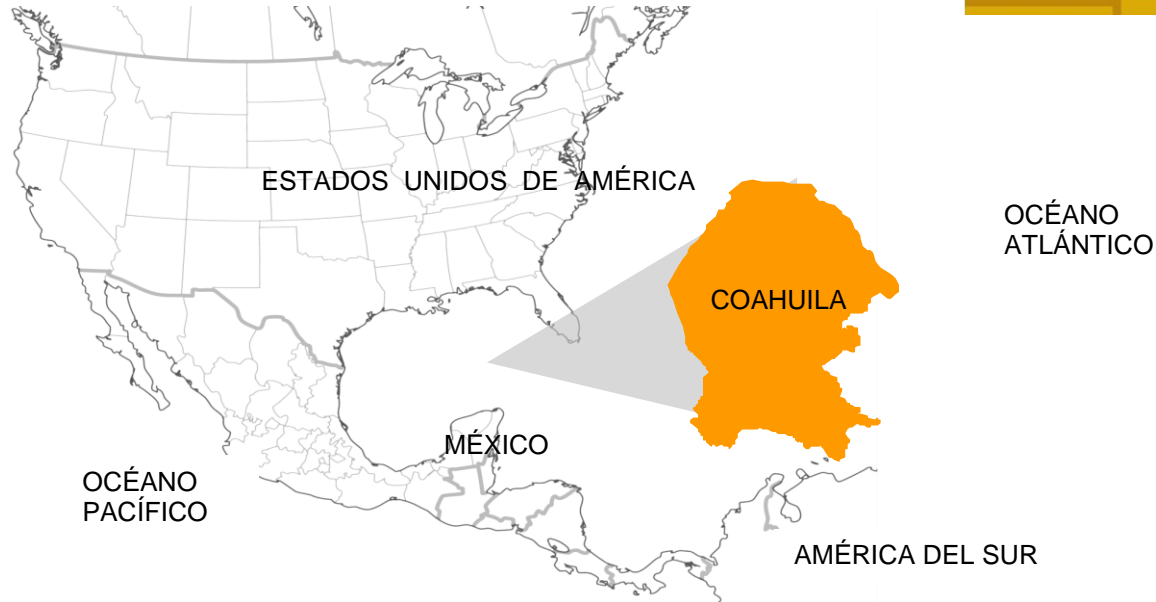 ESTADOS UNIDOS DE AMÉRICA
OCÉANO
ATLÁNTICO
COAHUILA
MÉXICO
OCÉANO
PACÍFICO
AMÉRICA DEL SUR